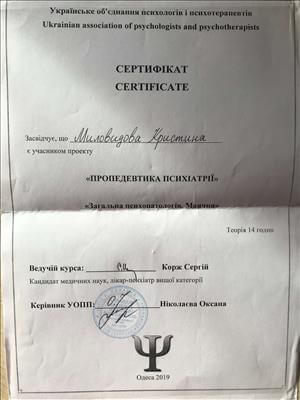 Українське об'єднання психологів і психотерапевтів
Ukrainian association of psychologists and psychotherapists
СЕРТИФІКАТ
CERTIFICATE
Засвідчує, що Миловидова Кристина
є учасником проекту
«ПРОПЕДЕВТИКА ПСИХІАТРІЇ»
«Загальна психопатологія. Маячня»
Теорія 14 годин
Ведучий курса: Корж Сергій
Кандидат медичних наук, лікар-психіатр вищої категорії
Керівник УОПП: Ніколаєва Оксана
Одеса 2019